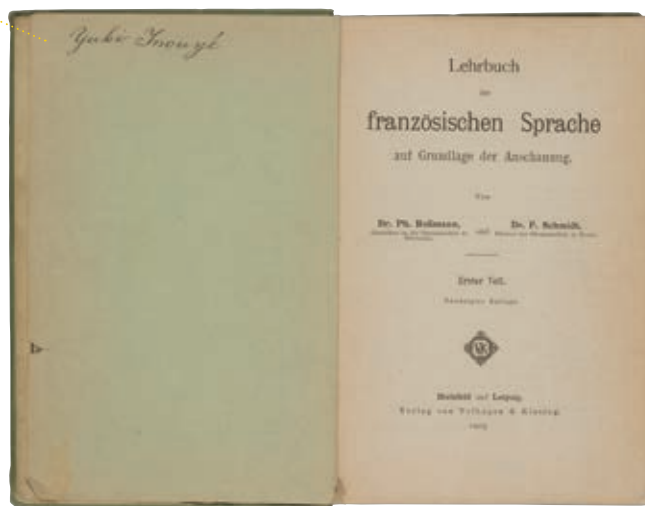 Yukie Inouye
Lehrbuch
der
französischen Sprache
auf Grundlage der Anschauung.
Von
Dr. Ph. Roßmann, und Dr. F. Schmidt,
Erster Teil.
Bielefeld und Leipzig.
Verlag von Velhagen & Klasing.